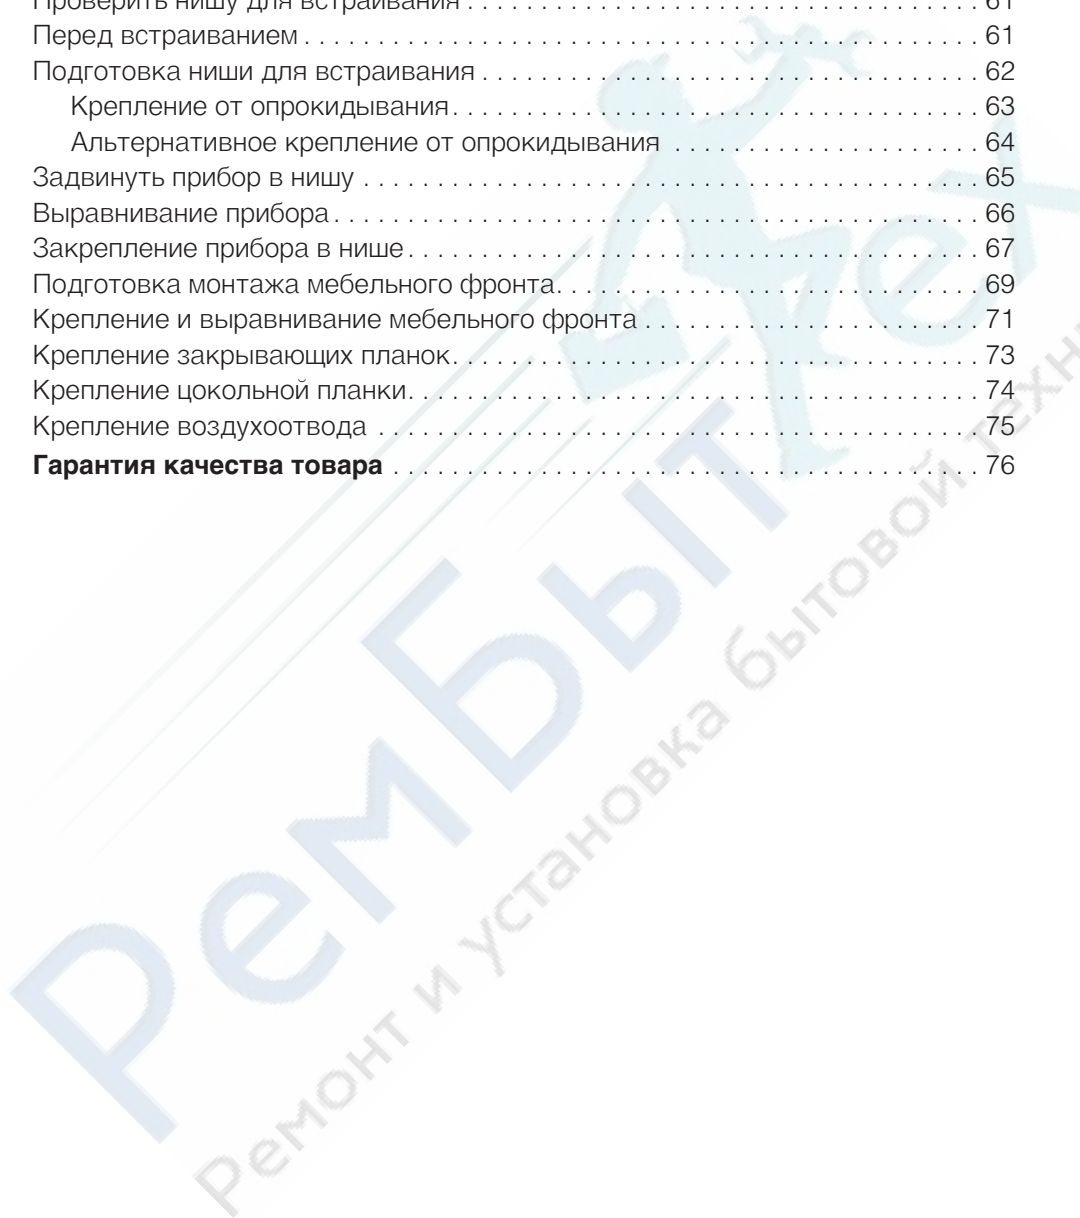 Проверить нишу для встраивания . . . . . . . . . . . . . . . . . . . . . . . . . . . . . . . . . . . 61
Перед встраиванием . . . . . . . . . . . . . . . . . . . . . . . . . . . . . . . . . . . . . . . . . . . . . . 61
Подготовка ниши для встраивания . . . . . . . . . . . . . . . . . . . . . . . . . . . . . . . . . . 62
Крепление от опрокидывания . . . . . . . . . . . . . . . . . . . . . . . . . . . . . . . . . . . . 63
Альтернативное крепление от опрокидывания . . . . . . . . . . . . . . . . . . . . . 64
Задвинуть прибор в нишу . . . . . . . . . . . . . . . . . . . . . . . . . . . . . . . . . . . . . . . . . . 65
Выравнивание прибора . . . . . . . . . . . . . . . . . . . . . . . . . . . . . . . . . . . . . . . . . . . . 66
Закрепление прибора в нише . . . . . . . . . . . . . . . . . . . . . . . . . . . . . . . . . . . . . . . 67
Подготовка монтажа мебельного фронта . . . . . . . . . . . . . . . . . . . . . . . . . . . . . 69
Крепление и выравнивание мебельного фронта . . . . . . . . . . . . . . . . . . . . . . . 71
Крепление закрывающих планок . . . . . . . . . . . . . . . . . . . . . . . . . . . . . . . . . . . . 73
Крепление цокольной планки . . . . . . . . . . . . . . . . . . . . . . . . . . . . . . . . . . . . . . . 74
Крепление воздухоотвода . . . . . . . . . . . . . . . . . . . . . . . . . . . . . . . . . . . . . . . . . 75
Гарантия качества товара . . . . . . . . . . . . . . . . . . . . . . . . . . . . . . . . . . . . . . . . 76
РемБытТех
Ремонт и установка бытовой